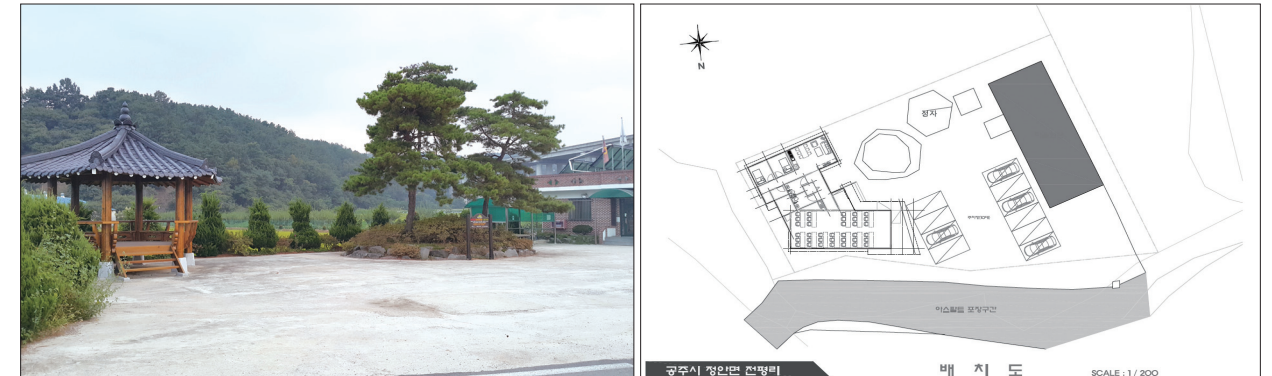 N
정자
아스팔트 포장구간
공주시 정안면 전평리
배 치 도
SCALE : 1 / 200